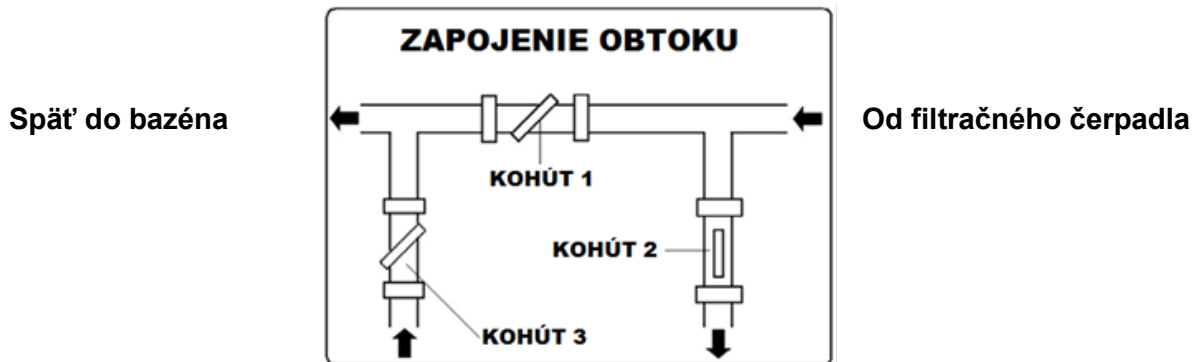 ZAPOJENIE OBTOKU
Späť do bazéna
Od filtračného čerpadla
KOHÚT 1
KOHÚT 2
KOHÚT 3